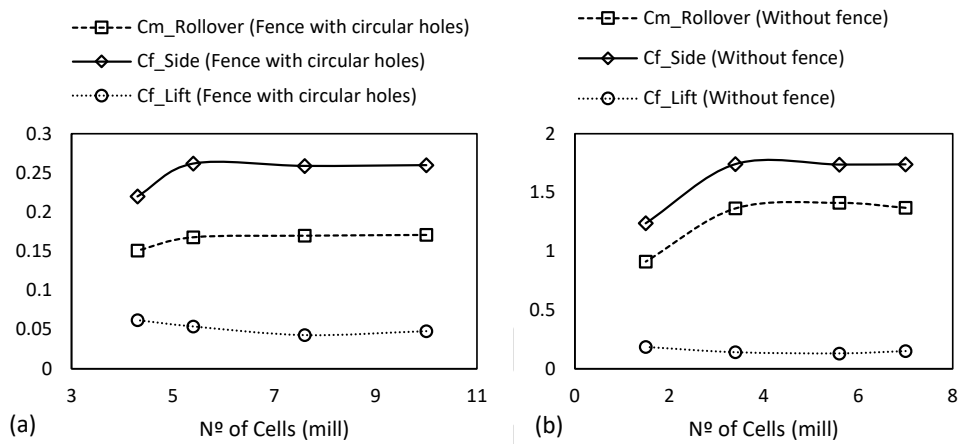 Cm_Rollover (Fence with circular holes)
Cf_Side (Fence with circular holes)
Cf_Lift (Fence with circular holes)
0.3
0.25
0.2
0.15
0.1
0.05
0
3 5 7 9 11
(a)
Nº of Cells (mill)
Cm_Rollover (Without fence)
Cf_Side (Without fence)
Cf_Lift (Without fence)
2
1.5
1
0.5
0
0 2 4 6 8
(b)
Nº of Cells (mill)